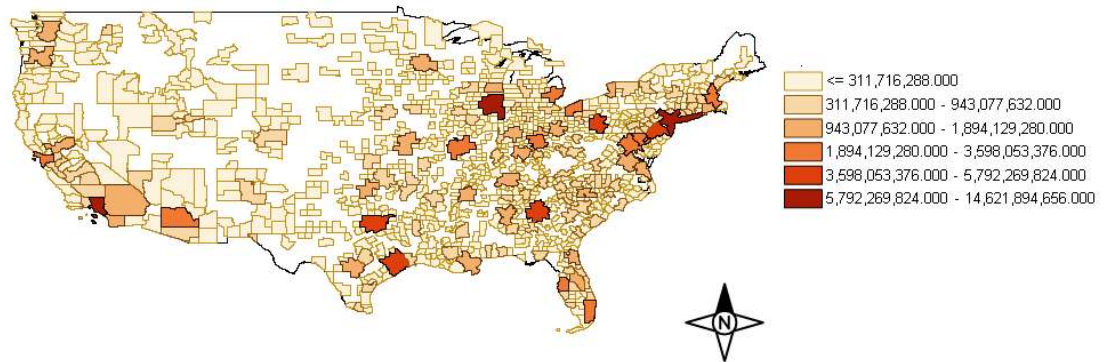 <= 311,716,288.000
311,716,288.000 - 943,077,632.000
943,077,632.000 - 1,894,129,280.000
1,894,129,280.000 - 3,598,053,376.000
3,598,053,376.000 - 5,792,269,824.000
5,792,269,824.000 - 14,621,894,656.000
N